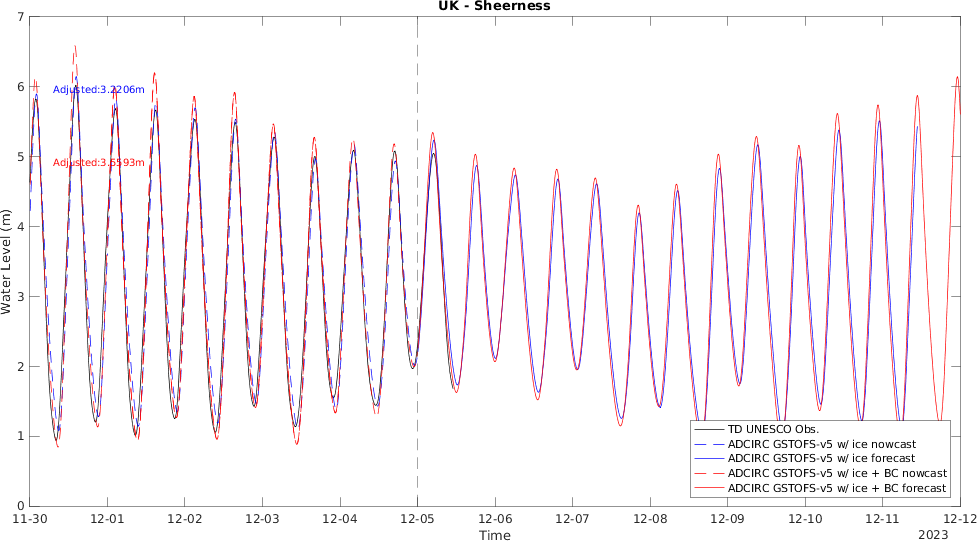 UK - Sheerness
7
6
5
4
3
2
1
0
Water Level (m)
Adjusted:3.2206m
Adjusted:3.5593m
TD UNESCO Obs.
ADCIRC GSTOFS-v5 w/ ice nowcast
ADCIRC GSTOFS-v5 w/ ice forecast
ADCIRC GSTOFS-v5 w/ ice + BC nowcast
ADCIRC GSTOFS-v5 w/ ice + BC forecast
11-30 12-01 12-02 12-03 12-04 12-05 12-06 12-07 12-08 12-09 12-10 12-11 12-12
Time
2023